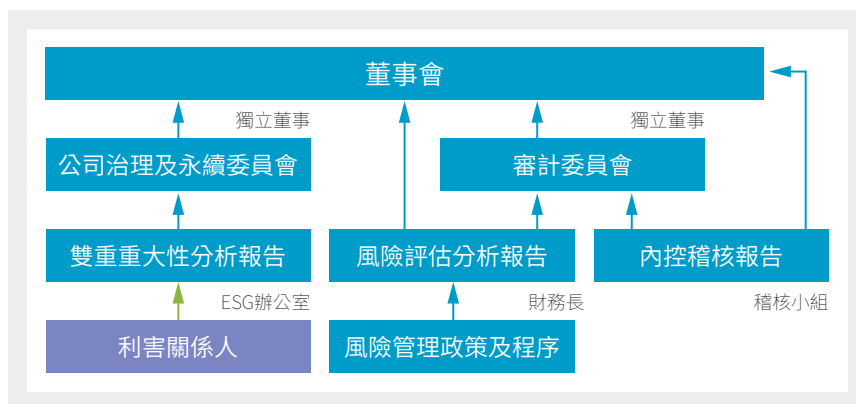 董事會
獨立董事
獨立董事
公司治理及永續委員會
審計委員會
雙重重大性分析報告
風險評估分析報告
內控稽核報告
ESG辦公室
財務長
稽核小組
利害關係人
風險管理政策及程序